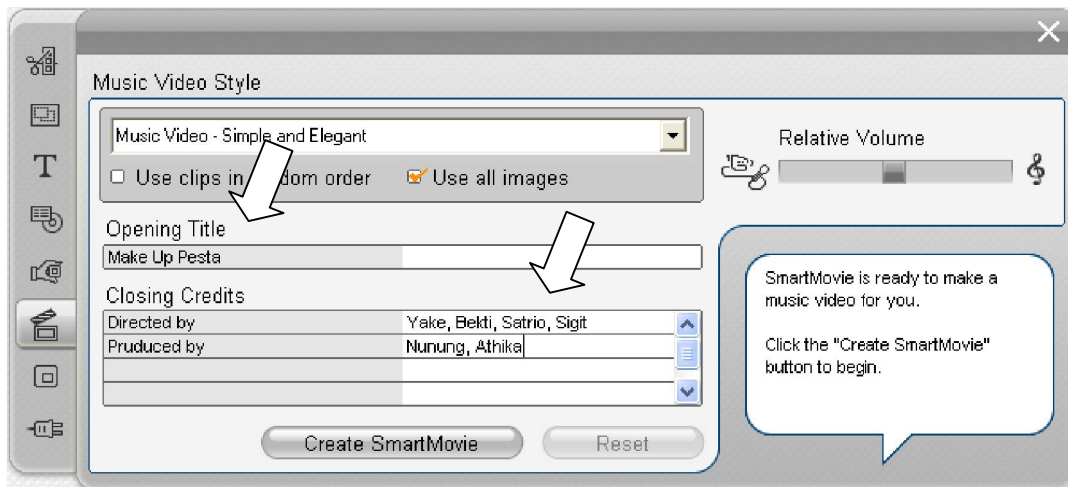 Music Video Style
Music Video - Simple and Elegant
Use clips in dom order
Use all images
Relative Volume
Opening Title
Make Up Pesta
Closing Credits
Directed by Yake, Bekti, Satrio, Sigit
Pruduced by Nunung, Athika
Create SmartMovie
Reset
SmartMovie is ready to make a
music video for you.
Click the "Create SmartMovie"
button to begin.
T